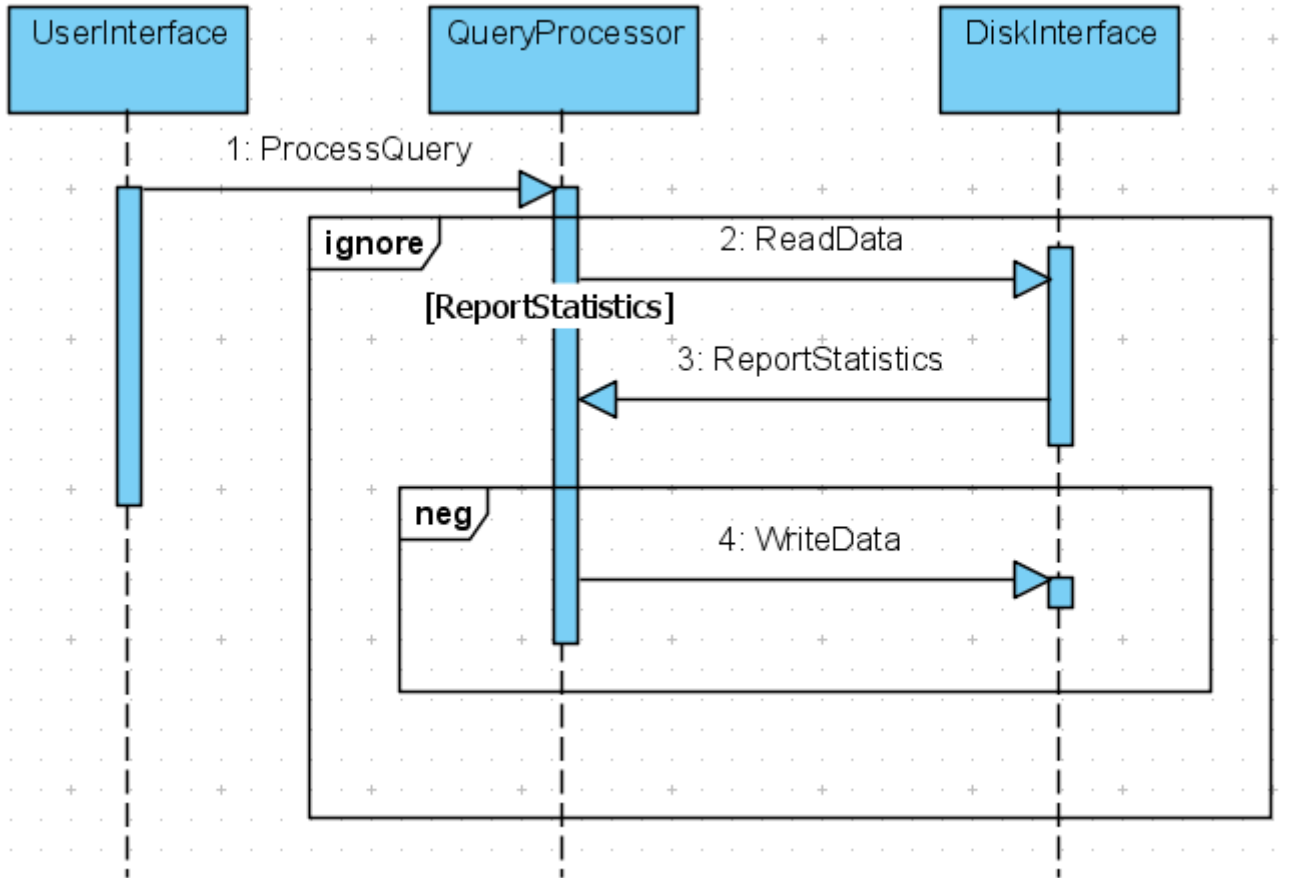 UserInterface
QueryProcessor
DiskInterface
1: ProcessQuery
ignore
2: ReadData
[ReportStatistics]
3: ReportStatistics
neg
4: WriteData